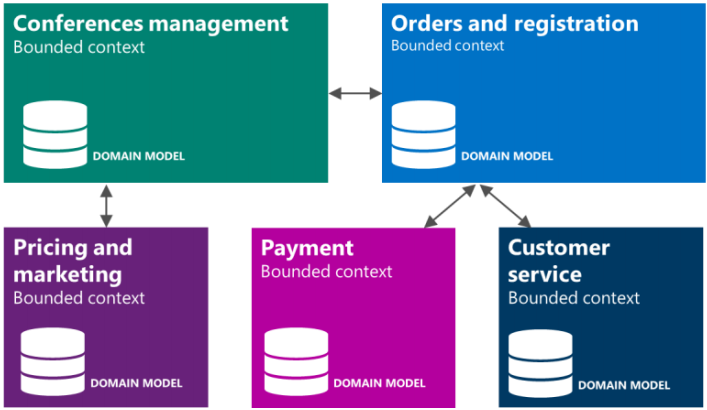 Conferences management
Bounded context
DOMAIN MODEL
Orders and registration
Bounded context
DOMAIN MODEL
Pricing and
marketing
Bounded context
DOMAIN MODEL
Payment
Bounded context
DOMAIN MODEL
Customer
service
Bounded context
DOMAIN MODEL